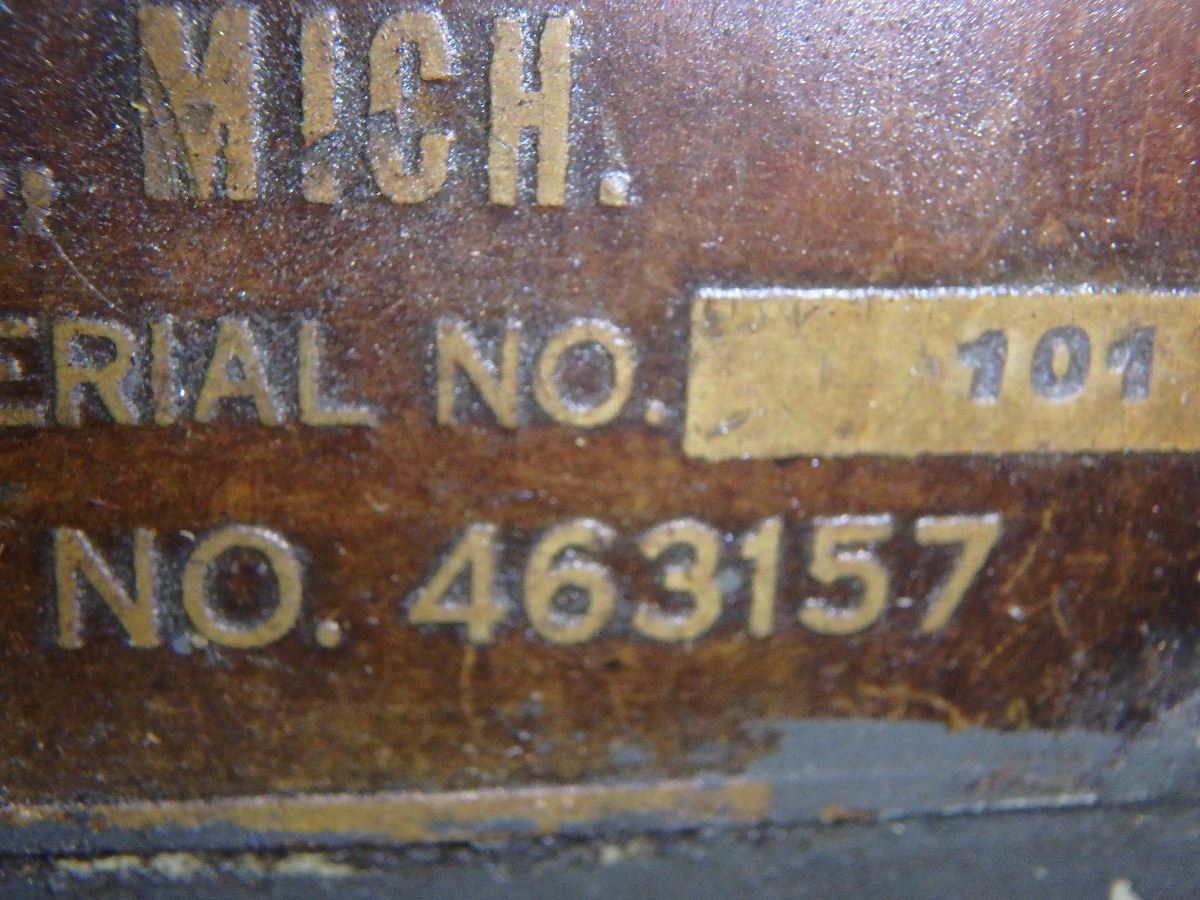 , MICH.
ERIAL NO. 101
NO. 463157